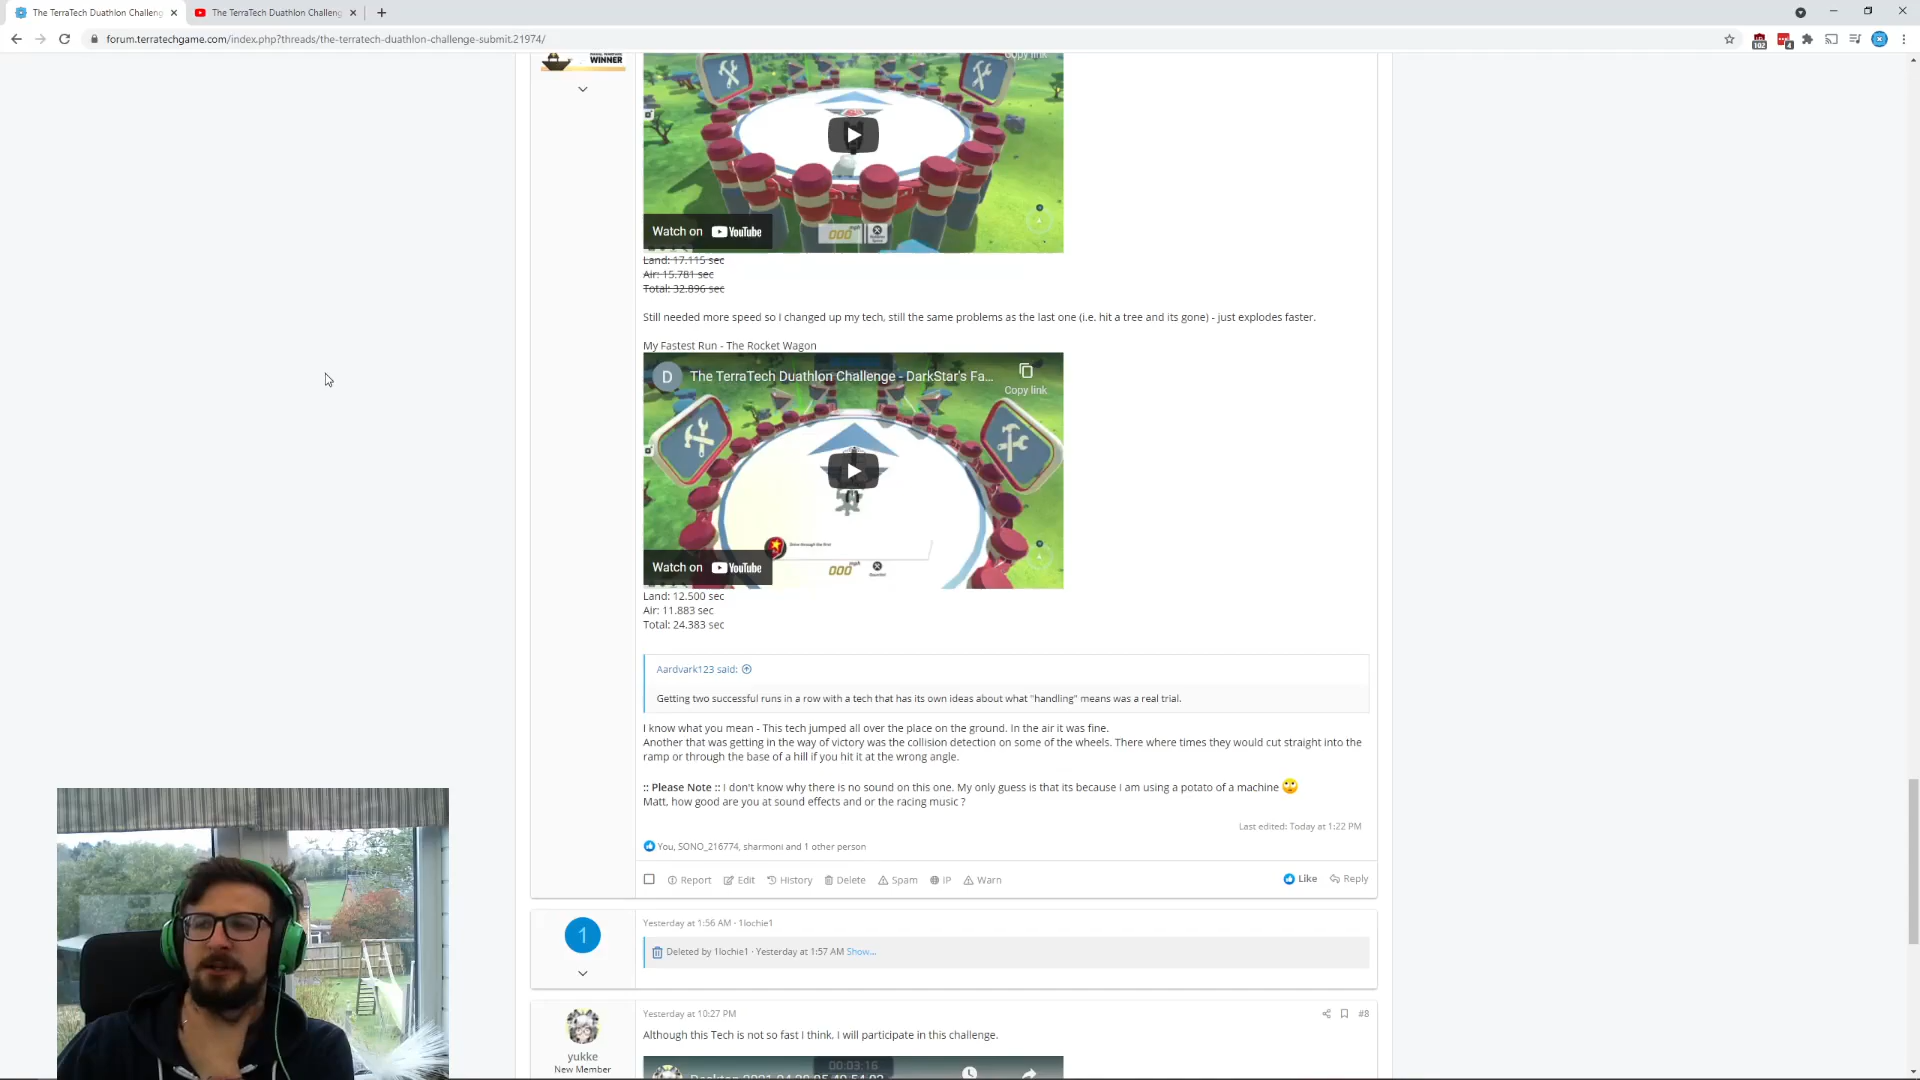 The TerraTech Duathlon Challeng
The TerraTech Duathlon Challeng
forum.terratechgame.com/index.php?threads/the-terratech-duathlon-challenge-submit.21974/
102
4
WINNER
Copy link
Watch on YouTube
000
Land: 17.115 sec
Air: 15.781 sec
Total: 32.896 sec
Still needed more speed so I changed up my tech, still the same problems as the last one (i.e. hit a tree and its gone) - just explodes faster.
My Fastest Run - The Rocket Wagon
D The TerraTech Duathlon Challenge - DarkStar's Fa...
Copy link
Watch on YouTube
000
Land: 12.500 sec
Air: 11.883 sec
Total: 24.383 sec
Aardvark123 said:
Getting two successful runs in a row with a tech that has its own ideas about what "handling" means was a real trial.
I know what you mean - This tech jumped all over the place on the ground. In the air it was fine.
Another that was getting in the way of victory was the collision detection on some of the wheels. There where times they would cut straight into the
ramp or through the base of a hill if you hit it at the wrong angle.
:: Please Note :: I don't know why there is no sound on this one. My only guess is that its because I am using a potato of a machine
Matt, how good are you at sound effects and or the racing music ?
Last edited: Today at 1:22 PM
You, SONO_216774, sharmoni and 1 other person
Report Edit History Delete Spam IP Warn Like Reply
Yesterday at 1:56 AM · 1lochie1
1
Deleted by 1lochie1 · Yesterday at 1:57 AM Show...
Yesterday at 10:27 PM #8
Although this Tech is not so fast I think, I will participate in this challenge.
yukke
New Member
00:03:16